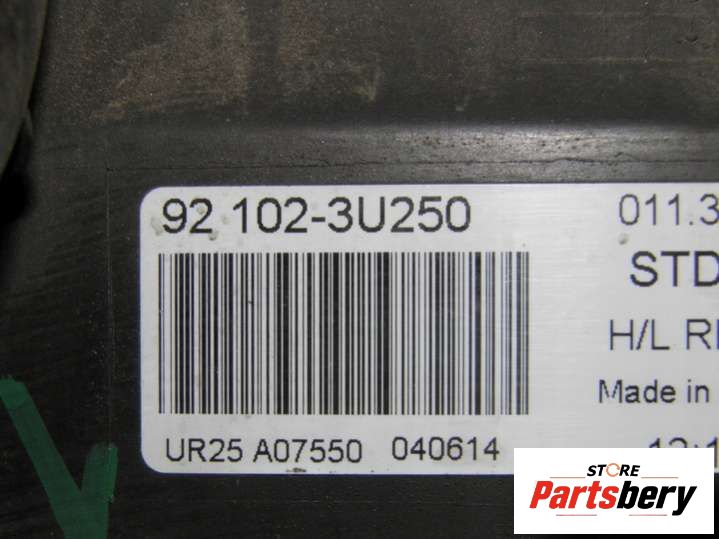 92 102-3U250
011.3
STD
H/L R
Made in
UR25 A07550 040614
STORE
Partsbery